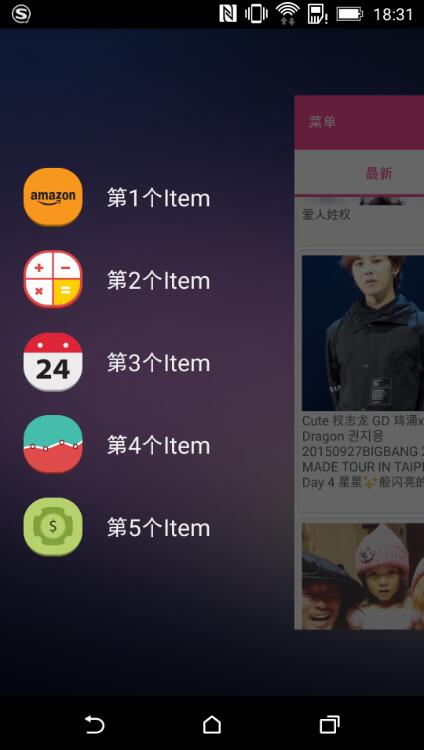 18:31
菜单
最新
爱人姓权
amazon
第1个Item
第2个Item
24
第3个Item
第4个Item
$
第5个Item
Cute 权志龙 GD 鸡涌x
Dragon 권지용
20150927BIGBANG 2
MADE TOUR IN TAIP
Day 4 星星✨般闪亮的